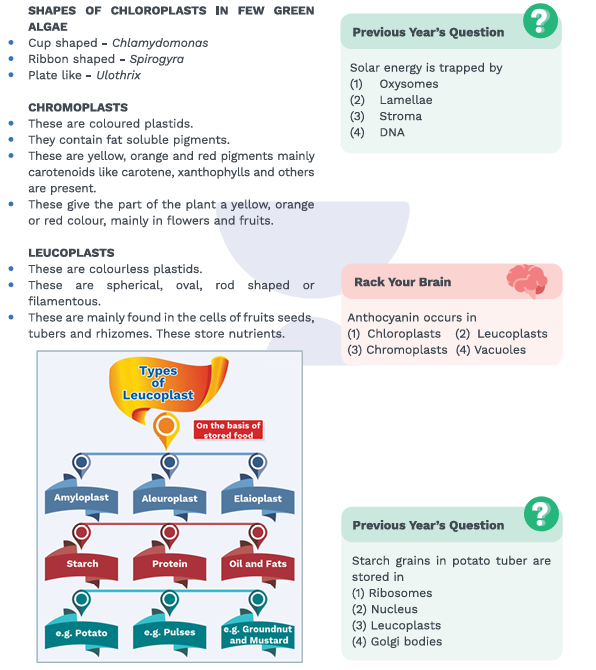 SHAPES OF CHLOROPLASTS IN FEW GREEN
ALGAE
• Cup shaped – Chlamydomonas
• Ribbon shaped – Spirogyra
• Plate like – Ulothrix
CHROMOPLASTS
• These are coloured plastids.
• They contain fat soluble pigments.
• These are yellow, orange and red pigments mainly
carotenoids like carotene, xanthophylls and others
are present.
• These give the part of the plant a yellow, orange
or red colour, mainly in flowers and fruits.
LEUCOPLASTS
• These are colourless plastids.
• These are spherical, oval, rod shaped or
filamentous.
• These are mainly found in the cells of fruits seeds,
tubers and rhizomes. These store nutrients.
Types
of
Leucoplast
On the basis of
stored food
Amyloplast Aleuroplast Elaioplast
Starch Protein Oil and Fats
e.g. Potato e.g. Pulses e.g. Groundnut
and Mustard
Previous Year's Question
?
Solar energy is trapped by
(1) Oxysomes
(2) Lamellae
(3) Stroma
(4) DNA
Rack Your Brain
Anthocyanin occurs in
(1) Chloroplasts (2) Leucoplasts
(3) Chromoplasts (4) Vacuoles
Previous Year's Question
?
Starch grains in potato tuber are
stored in
(1) Ribosomes
(2) Nucleus
(3) Leucoplasts
(4) Golgi bodies